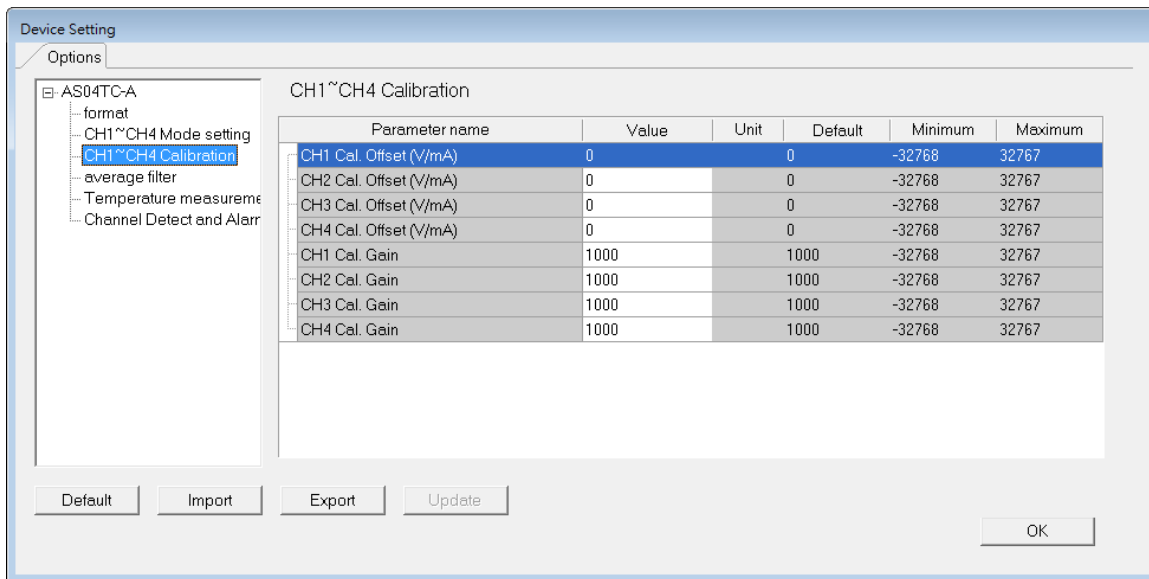 Device Setting
Options
AS04TC-A
format
CH1~CH4 Mode setting
CH1~CH4 Calibration
average filter
Temperature measureme
Channel Detect and Alarn
CH1~CH4 Calibration
Parameter name Value Unit Default Minimum Maximum
CH1 Cal. Offset (V/mA) 0 0 -32768 32767
CH2 Cal. Offset (V/mA) 0 0 -32768 32767
CH3 Cal. Offset (V/mA) 0 0 -32768 32767
CH4 Cal. Offset (V/mA) 0 0 -32768 32767
CH1 Cal. Gain 1000 1000 -32768 32767
CH2 Cal. Gain 1000 1000 -32768 32767
CH3 Cal. Gain 1000 1000 -32768 32767
CH4 Cal. Gain 1000 1000 -32768 32767
Default Import Export Update
OK